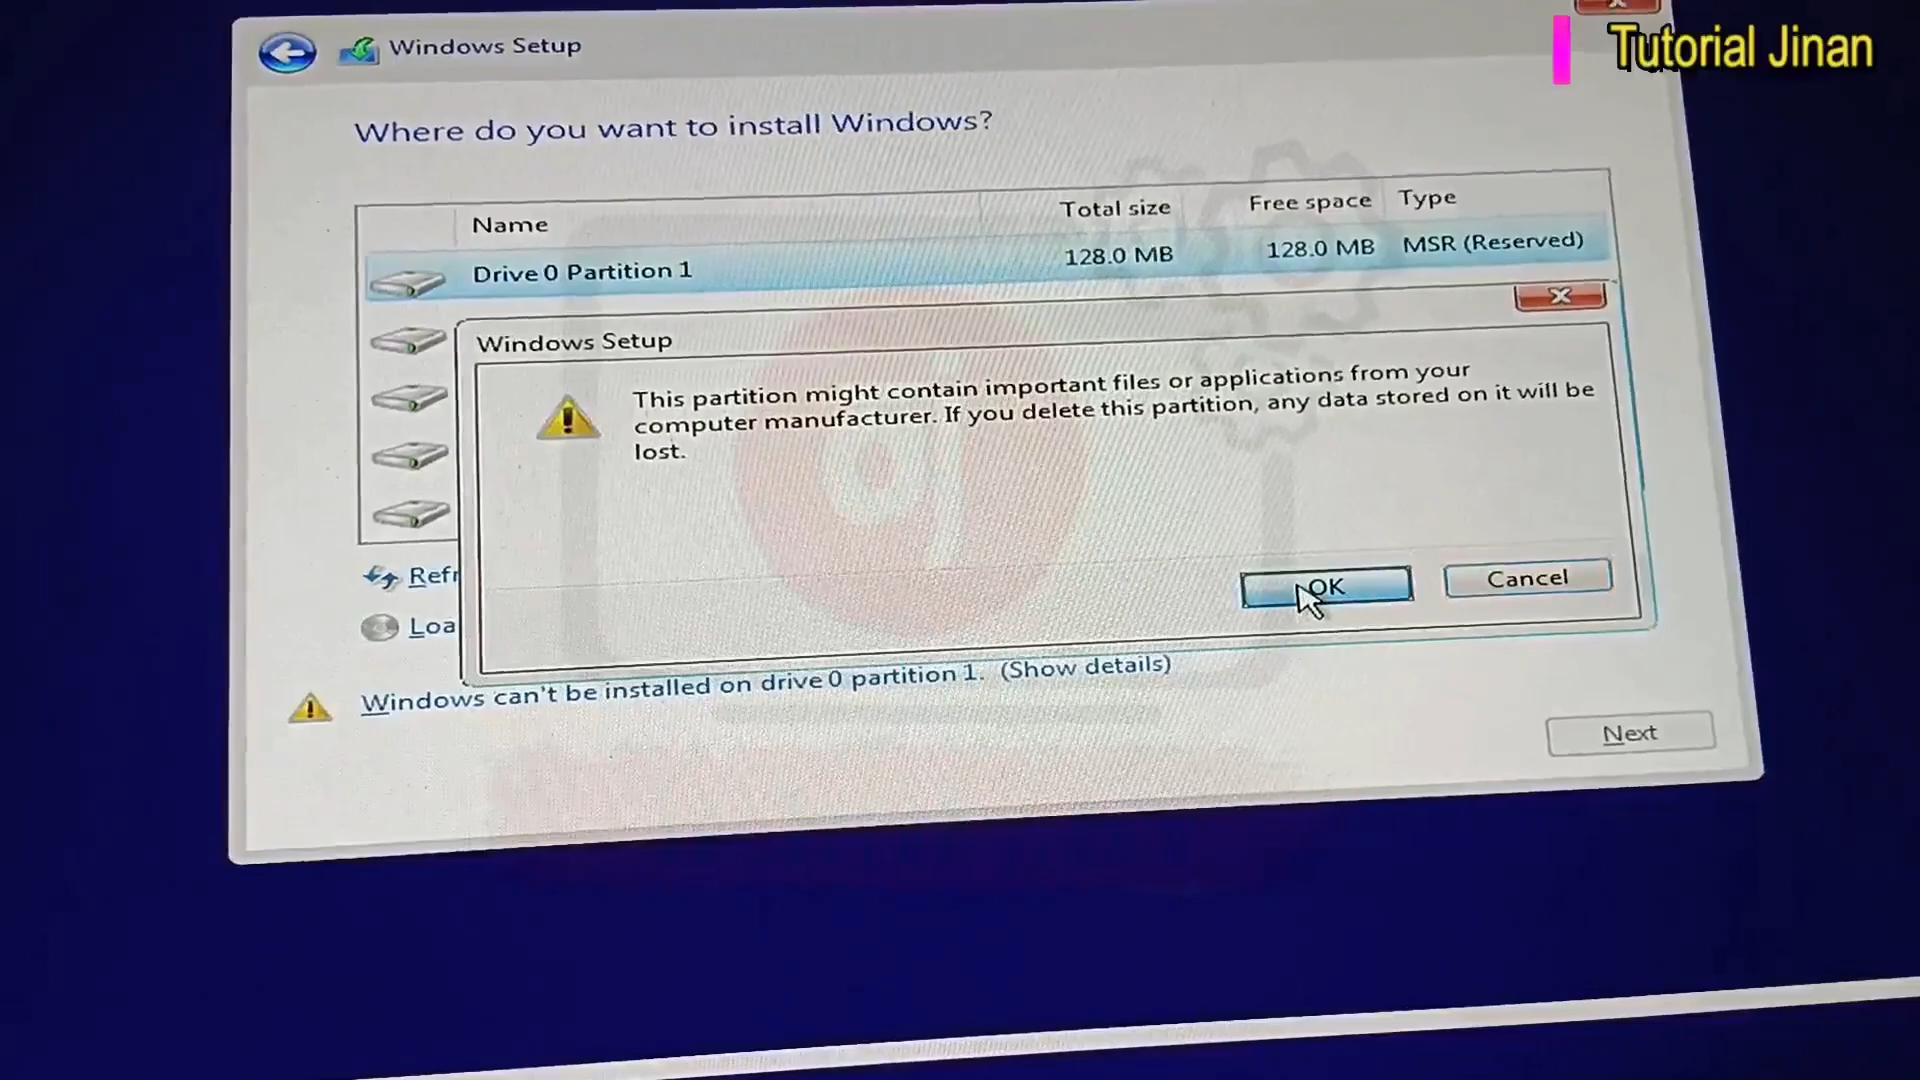 Tutorial Jinan
Windows Setup
Where do you want to install Windows?
Name Total size Free space Type
Drive 0 Partition 1 128.0 MB 128.0 MB MSR (Reserved)
Windows Setup
This partition might contain important files or applications from your
computer manufacturer. If you delete this partition, any data stored on it will be
lost.
OK Cancel
Refr
Loa
Windows can't be installed on drive 0 partition 1. (Show details)
Next